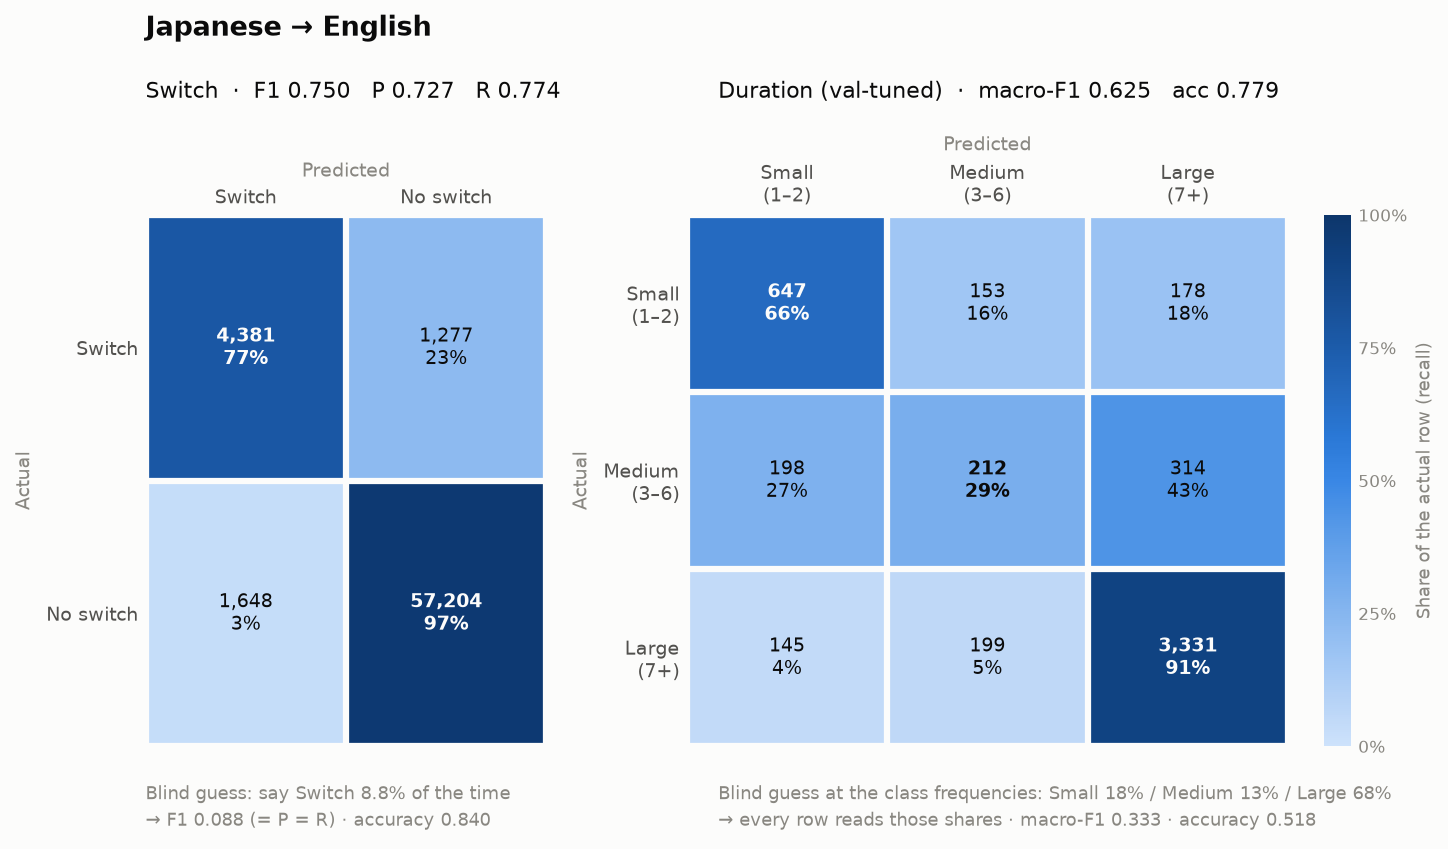 Japanese → English
Switch · F1 0.750 P 0.727 R 0.774
Duration (val-tuned) · macro-F1 0.625 acc 0.779
Predicted
Switch No switch
Actual
Switch
4,381 1,277
77% 23%
No switch
1,648 57,204
3% 97%
Blind guess: say Switch 8.8% of the time
→ F1 0.088 (= P = R) · accuracy 0.840
Predicted
Small Medium Large
(1–2) (3–6) (7+)
Actual
Small
(1–2)
647 153 178
66% 16% 18%
Medium
(3–6)
198 212 314
27% 29% 43%
Large
(7+)
145 199 3,331
4% 5% 91%
100%
75%
50%
25%
0%
Share of the actual row (recall)
Blind guess at the class frequencies: Small 18% / Medium 13% / Large 68%
→ every row reads those shares · macro-F1 0.333 · accuracy 0.518